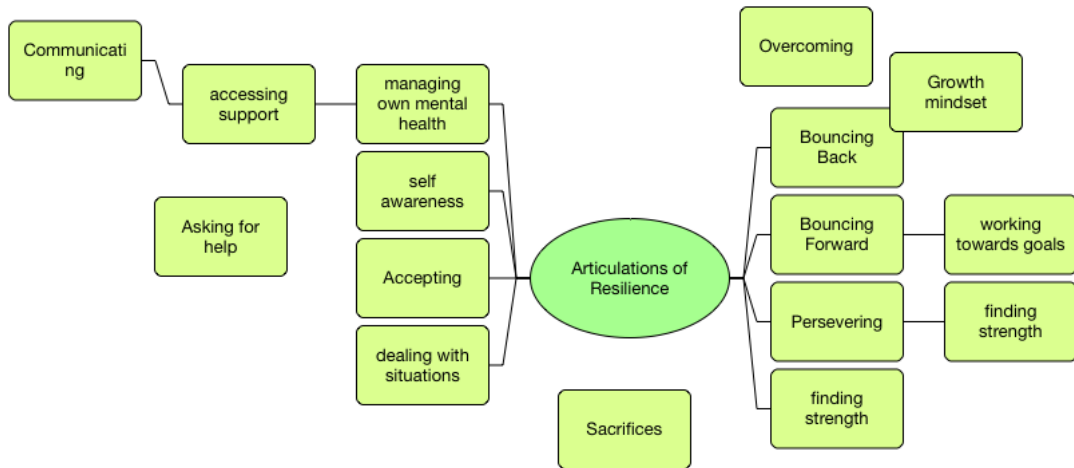 Communicati
ng
accessing
support
managing
own mental
health
self
awareness
Asking for
help
Accepting
dealing with
situations
Articulations of
Resilience
Sacrifices
Overcoming
Growth
mindset
Bouncing
Back
Bouncing
Forward
working
towards goals
Persevering
finding
strength
finding
strength